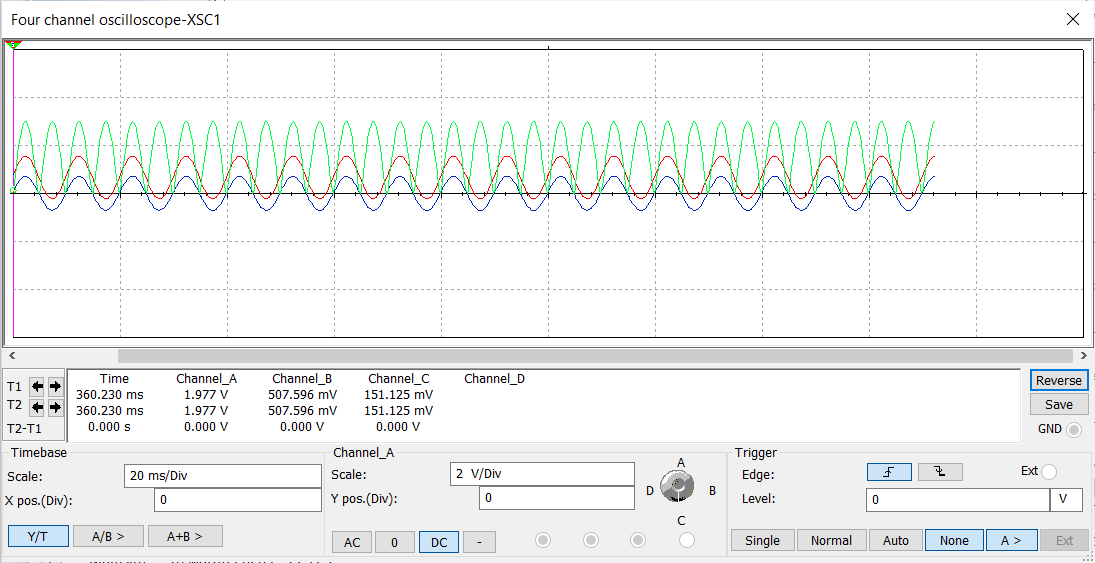 Four channel oscilloscope-XSC1
Time Channel_A Channel_B Channel_C Channel_D
T1 360.230 ms 1.977 V 507.596 mV 151.125 mV
T2 360.230 ms 1.977 V 507.596 mV 151.125 mV
T2-T1 0.000 s 0.000 V 0.000 V 0.000 V
Reverse
Save
GND
Timebase
Scale: 20 ms/Div
X pos.(Div): 0
Y/T A/B > A+B >
Channel_A
Scale: 2 V/Div
Y pos.(Div): 0
AC 0 DC -
A
D B
C
Trigger
Edge: Ext
Level: 0 V
Single Normal Auto None A > Ext